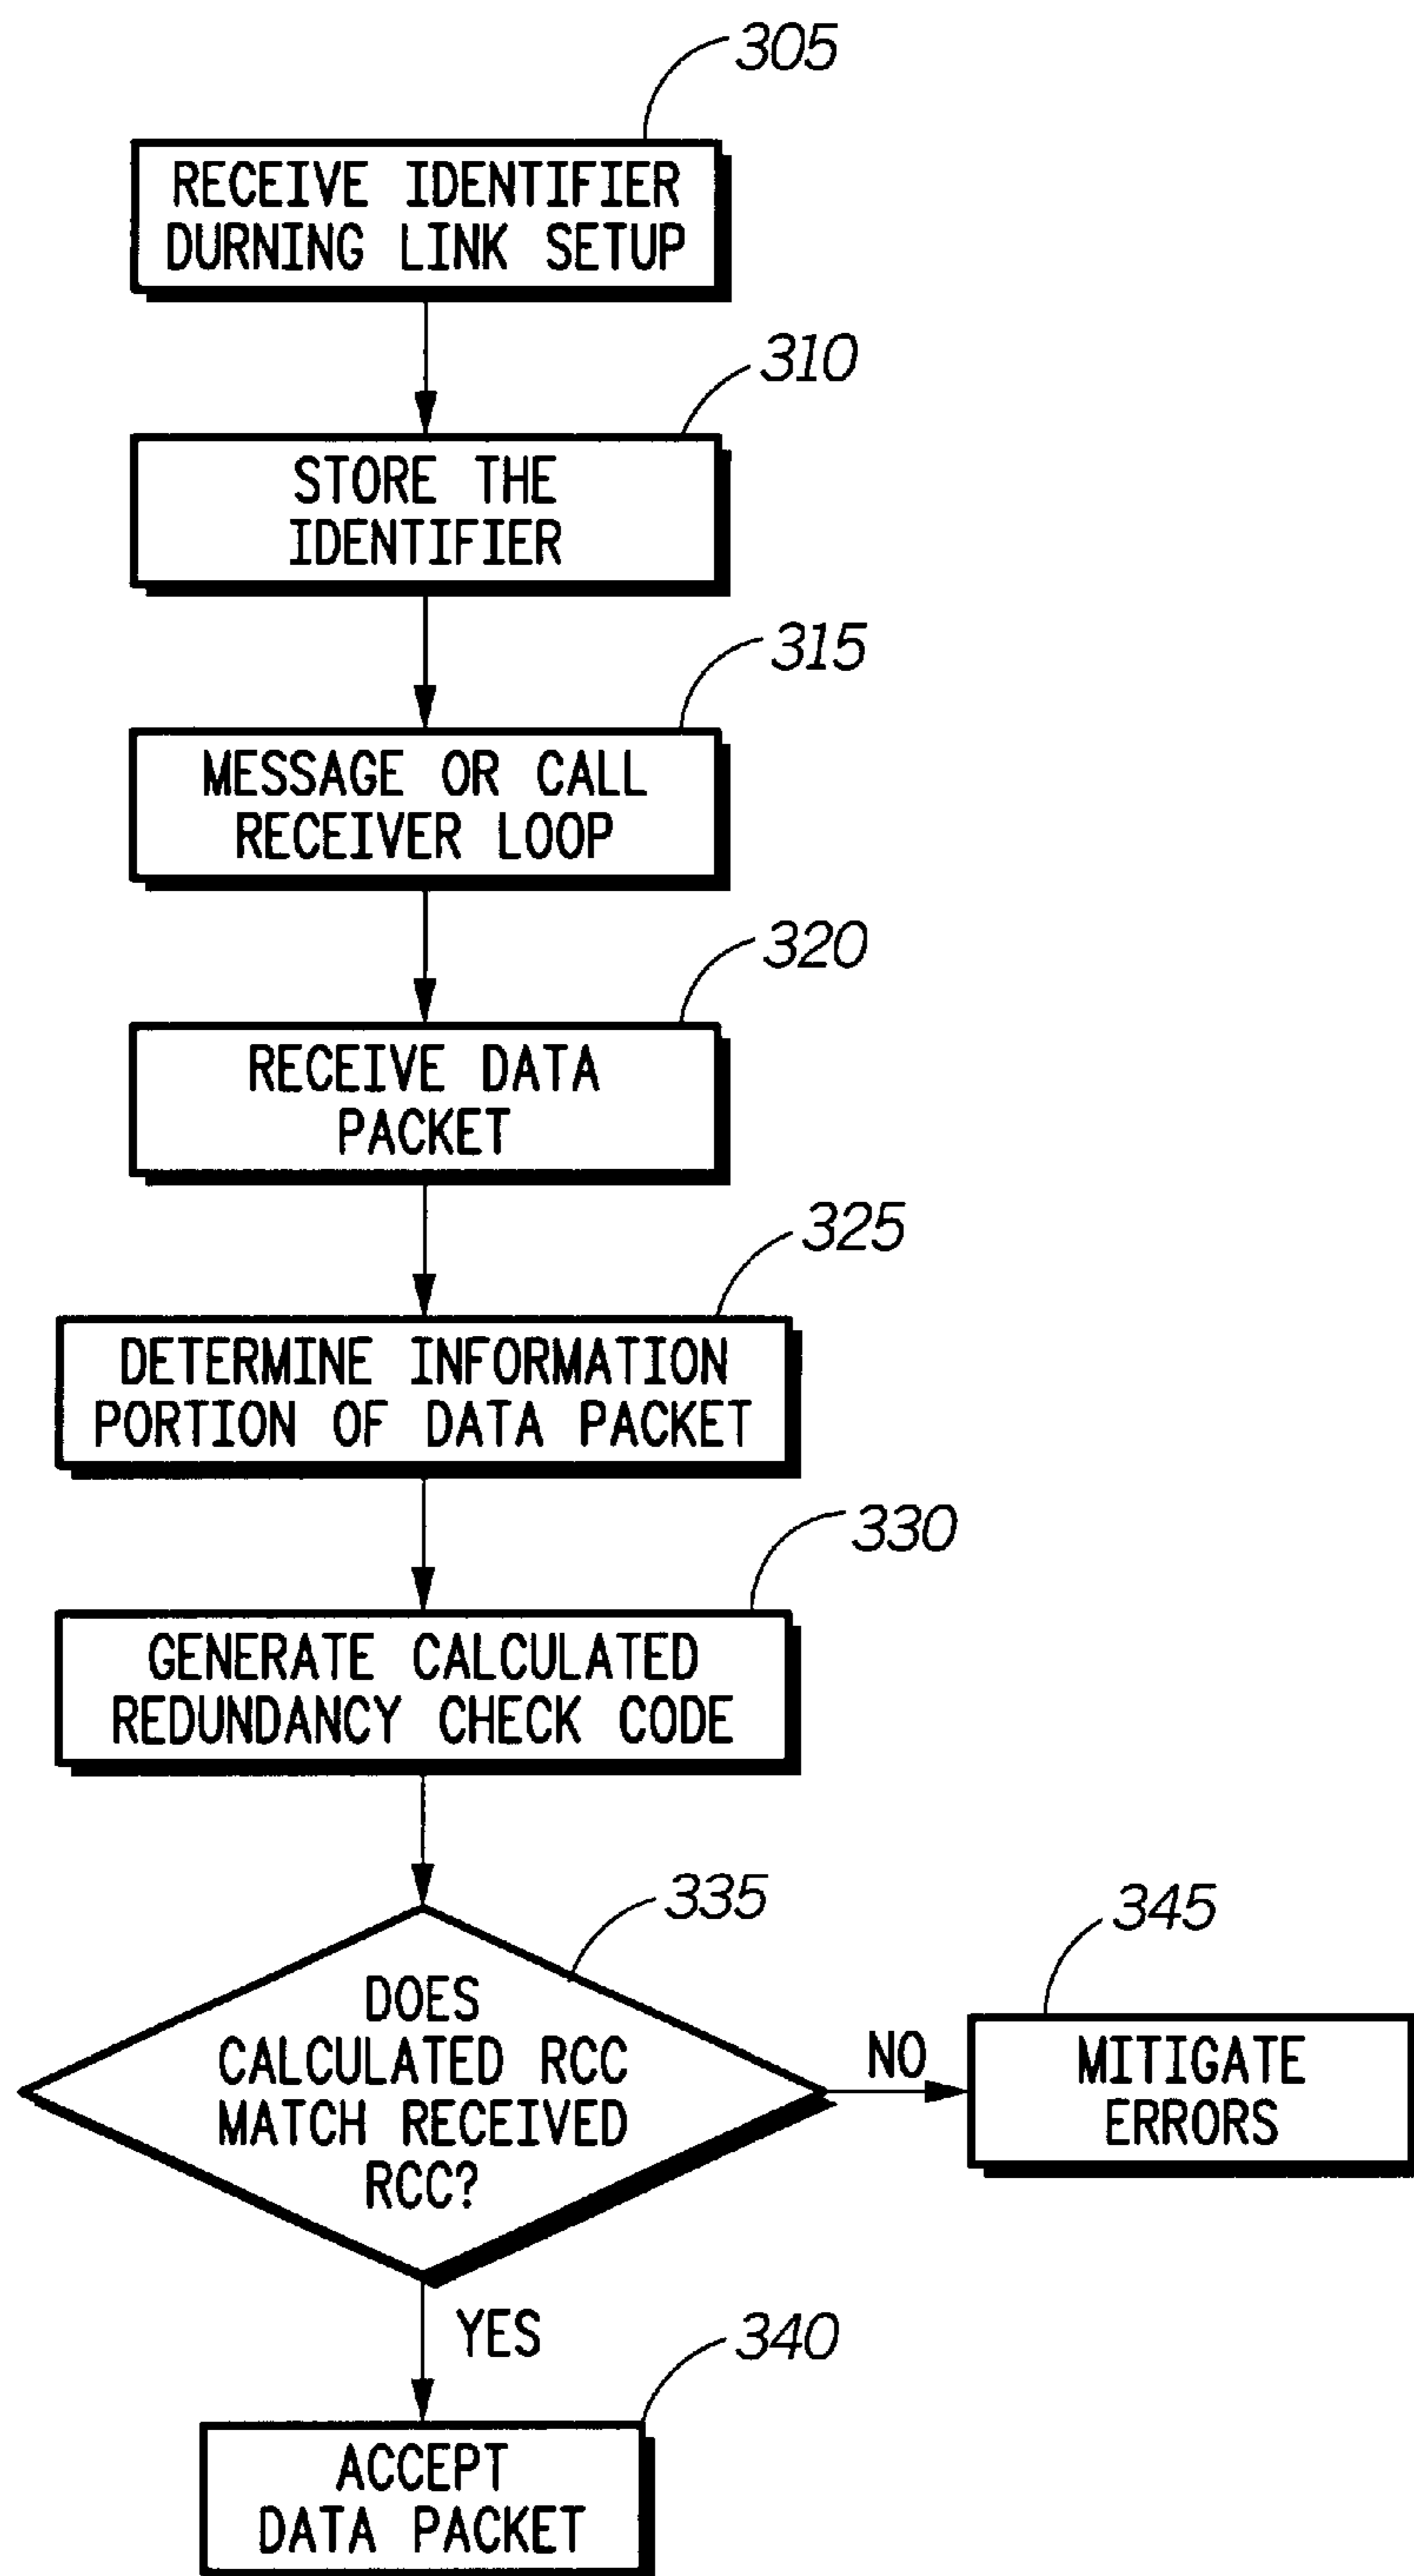 305
RECEIVE IDENTIFIER
DURNING LINK SETUP
310
STORE THE
IDENTIFIER
315
MESSAGE OR CALL
RECEIVER LOOP
320
RECEIVE DATA
PACKET
325
DETERMINE INFORMATION
PORTION OF DATA PACKET
330
GENERATE CALCULATED
REDUNDANCY CHECK CODE
335
DOES
CALCULATED RCC
MATCH RECEIVED
RCC?
NO
345
MITIGATE
ERRORS
YES
340
ACCEPT
DATA PACKET